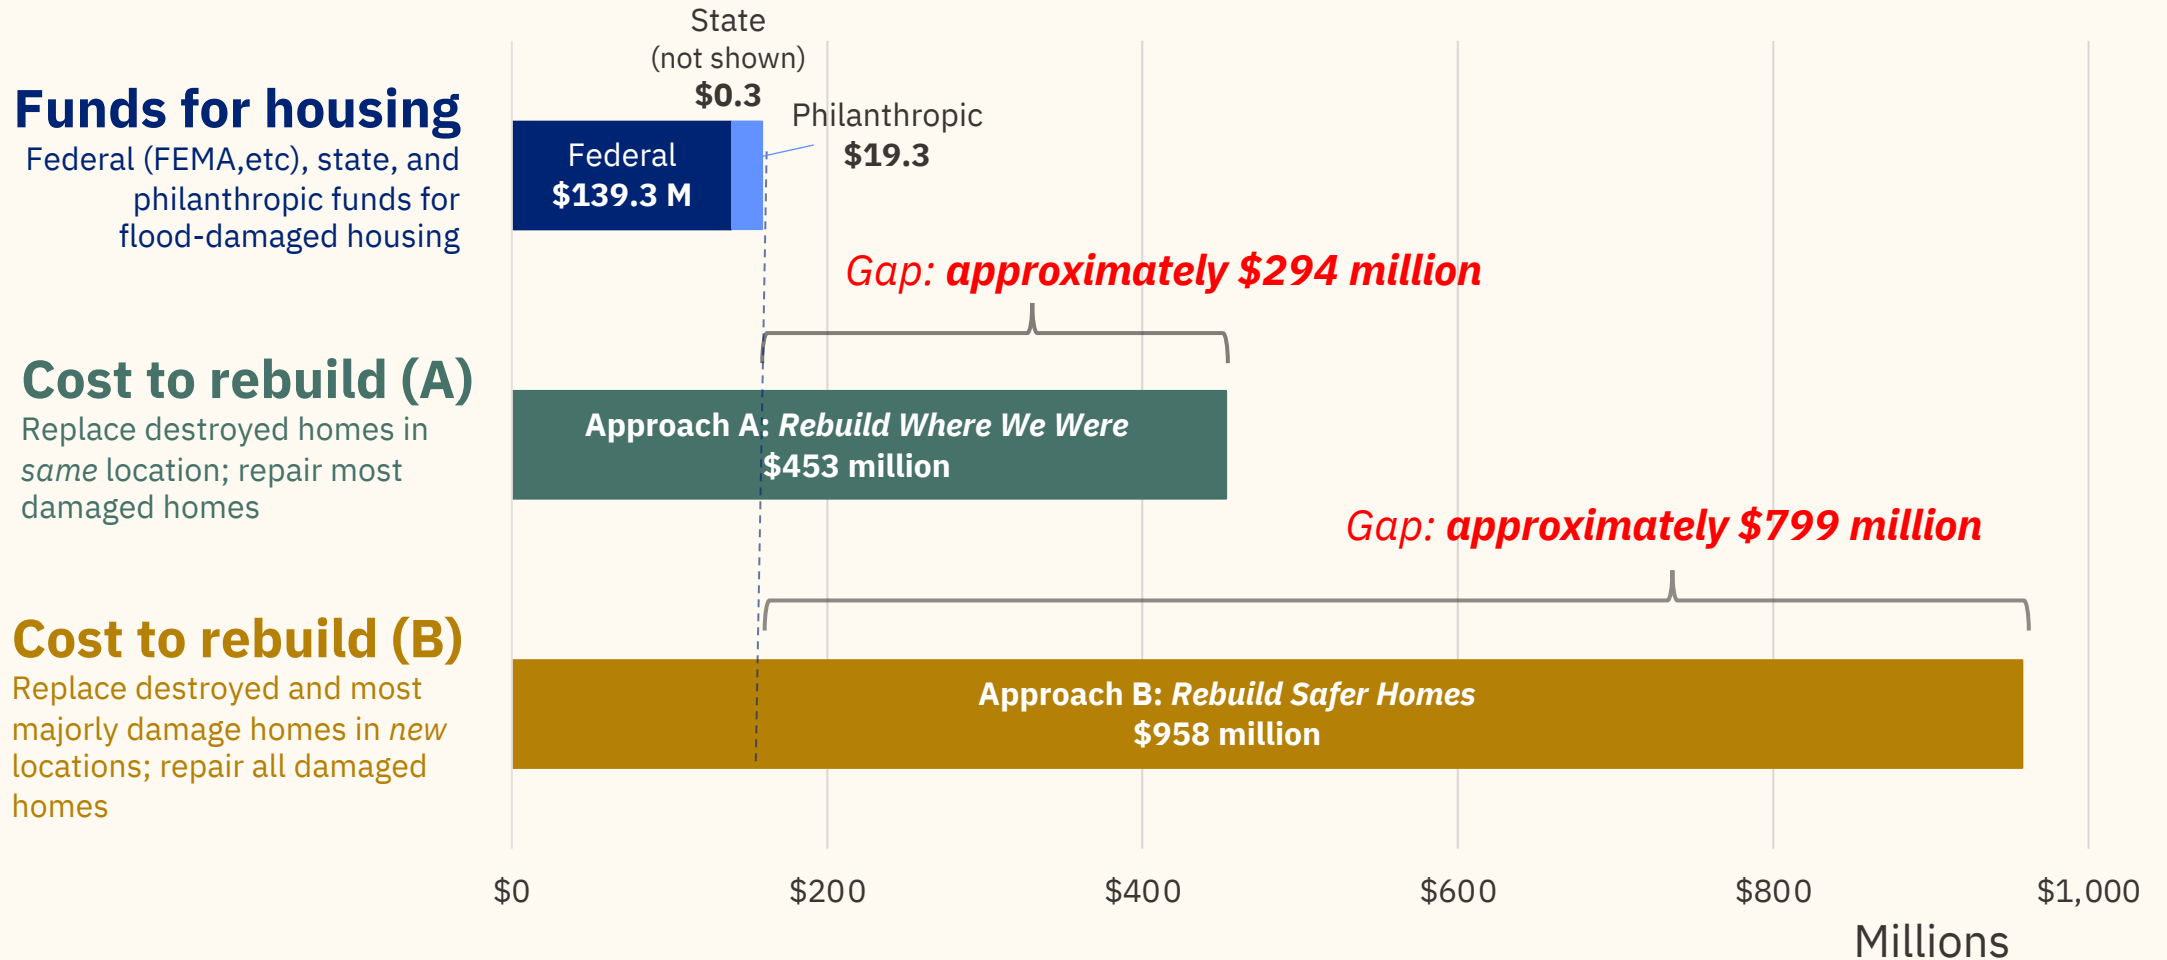 State
(not shown)
$0.3
Philanthropic
$19.3
Funds for housing
Federal (FEMA,etc), state, and
philanthropic funds for
flood-damaged housing
Federal
$139.3 M
Gap: approximately $294 million
Cost to rebuild (A)
Replace destroyed homes in
same location; repair most
damaged homes
Approach A: Rebuild Where We Were
$453 million
Gap: approximately $799 million
Cost to rebuild (B)
Replace destroyed and most
majorly damage homes in new
locations; repair all damaged
homes
Approach B: Rebuild Safer Homes
$958 million
$0 $200 $400 $600 $800 $1,000
Millions